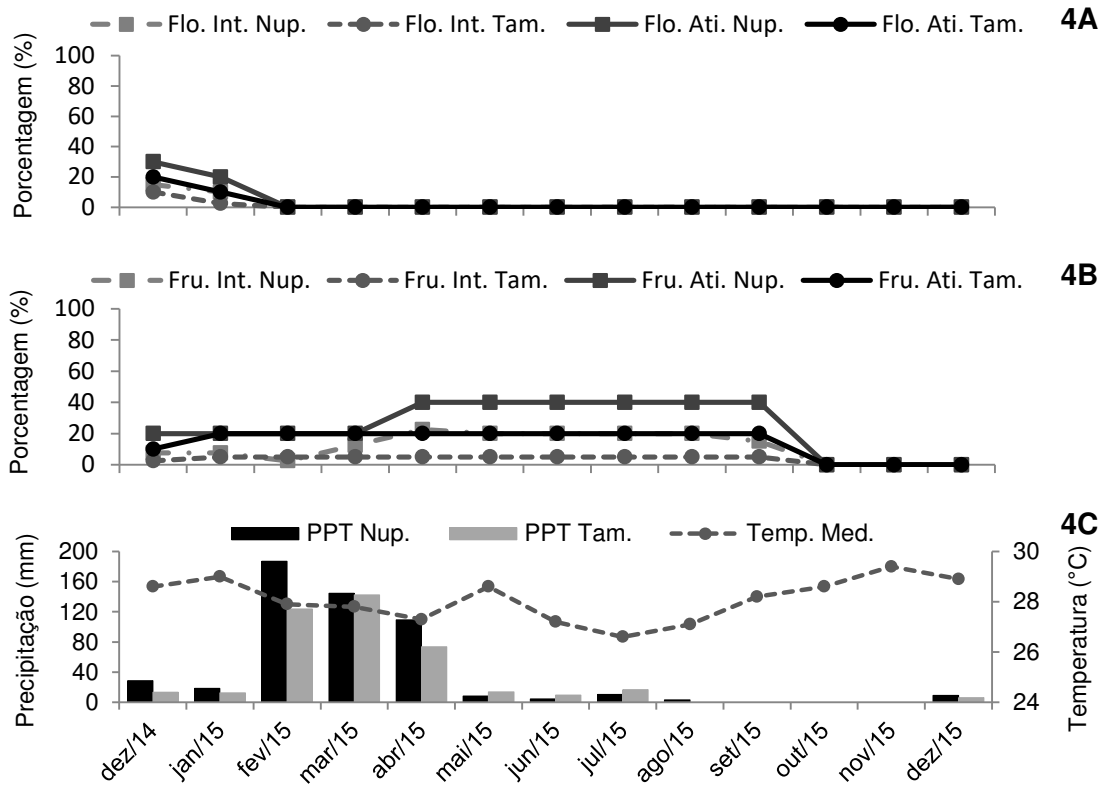 Flo. Int. Nup. Flo. Int. Tam. Flo. Ati. Nup. Flo. Ati. Tam. 4A
Porcentagem (%)
100
80
60
40
20
0
Fru. Int. Nup. Fru. Int. Tam. Fru. Ati. Nup. Fru. Ati. Tam. 4B
Porcentagem (%)
100
80
60
40
20
0
4C
PPT Nup. PPT Tam. Temp. Med.
Precipitação (mm)
200
160
120
80
40
0
30
28
26
24
Temperatura (°C)
dez/14 jan/15 fev/15 mar/15 abr/15 mai/15 jun/15 jul/15 ago/15 set/15 out/15 nov/15 dez/15